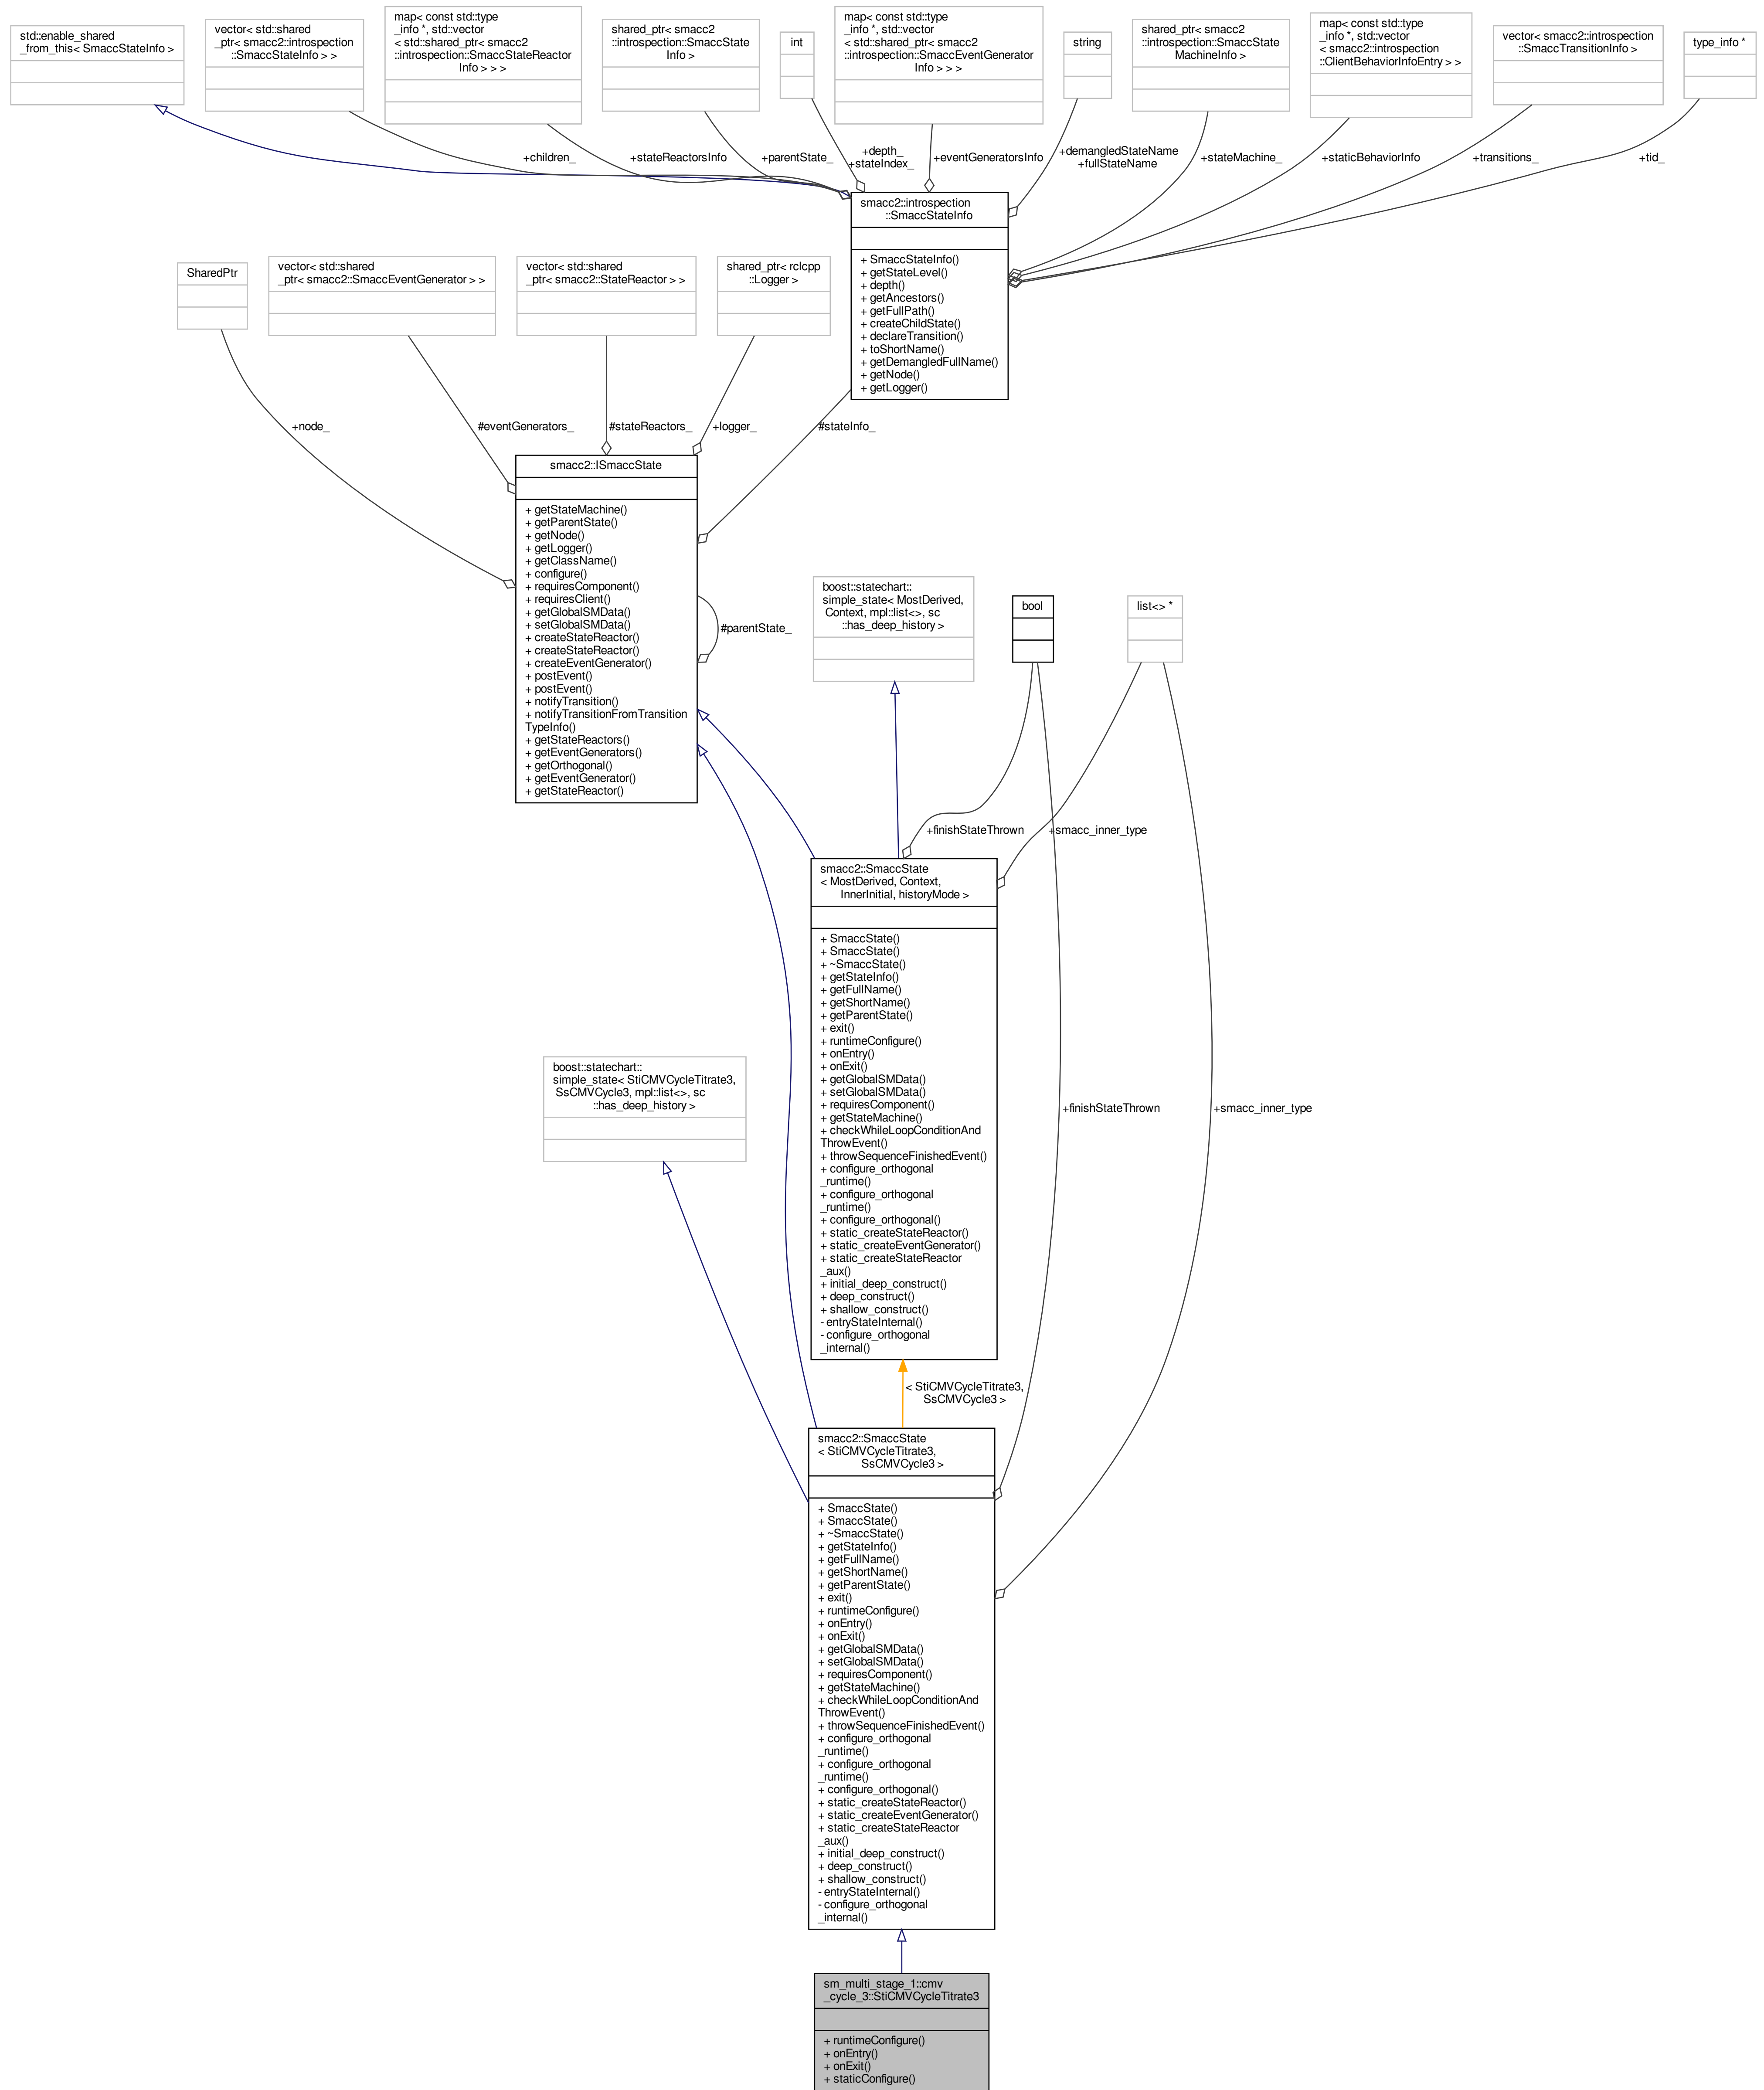 std::enable_shared
_from_this< SmaccStateInfo >
vector< std::shared
_ptr< smacc2::introspection
::SmaccStateInfo > >
map< const std::type
_info *, std::vector
< std::shared_ptr< smacc2
::introspection::SmaccStateReactor
Info > > >
shared_ptr< smacc2
::introspection::SmaccState
Info >
int
map< const std::type
_info *, std::vector
< std::shared_ptr< smacc2
::introspection::SmaccEventGenerator
Info > > >
string
shared_ptr< smacc2
::introspection::SmaccState
MachineInfo >
map< const std::type
_info *, std::vector
< smacc2::introspection
::ClientBehaviorInfoEntry > >
vector< smacc2::introspection
::SmaccTransitionInfo >
type_info *
+children_
+stateReactorsInfo
+parentState_
+depth_
+stateIndex_
+eventGeneratorsInfo
+demangledStateName
+fullStateName
+stateMachine_
+staticBehaviorInfo
+transitions_
+tid_
smacc2::introspection
::SmaccStateInfo
+ SmaccStateInfo()
+ getStateLevel()
+ depth()
+ getAncestors()
+ getFullPath()
+ createChildState()
+ declareTransition()
+ toShortName()
+ getDemangledFullName()
+ getNode()
+ getLogger()
SharedPtr
vector< std::shared
_ptr< smacc2::SmaccEventGenerator > >
vector< std::shared
_ptr< smacc2::StateReactor > >
shared_ptr< rclcpp
::Logger >
+node_
#eventGenerators_
#stateReactors_
+logger_
#stateInfo_
smacc2::ISmaccState
+ getStateMachine()
+ getParentState()
+ getNode()
+ getLogger()
+ getClassName()
+ configure()
+ requiresComponent()
+ requiresClient()
+ getGlobalSMData()
+ setGlobalSMData()
+ createStateReactor()
+ createStateReactor()
+ createEventGenerator()
+ postEvent()
+ postEvent()
+ notifyTransition()
+ notifyTransitionFromTransition
TypeInfo()
+ getStateReactors()
+ getEventGenerators()
+ getOrthogonal()
+ getEventGenerator()
+ getStateReactor()
#parentState_
boost::statechart::
simple_state< MostDerived,
Context, mpl::list<>, sc
::has_deep_history >
bool
list<> *
+finishStateThrown
+smacc_inner_type
smacc2::SmaccState
< MostDerived, Context,
InnerInitial, historyMode >
+ SmaccState()
+ SmaccState()
+ ~SmaccState()
+ getStateInfo()
+ getFullName()
+ getShortName()
+ getParentState()
+ exit()
+ runtimeConfigure()
+ onEntry()
+ onExit()
+ getGlobalSMData()
+ setGlobalSMData()
+ requiresComponent()
+ getStateMachine()
+ checkWhileLoopConditionAnd
ThrowEvent()
+ throwSequenceFinishedEvent()
+ configure_orthogonal
_runtime()
+ configure_orthogonal
_runtime()
+ configure_orthogonal()
+ static_createStateReactor()
+ static_createEventGenerator()
+ static_createStateReactor
_aux()
+ initial_deep_construct()
+ deep_construct()
+ shallow_construct()
- entryStateInternal()
- configure_orthogonal
_internal()
boost::statechart::
simple_state< StiCMVCycleTitrate3,
SsCMVCycle3, mpl::list<>, sc
::has_deep_history >
+finishStateThrown
+smacc_inner_type
< StiCMVCycleTitrate3,
SsCMVCycle3 >
smacc2::SmaccState
< StiCMVCycleTitrate3,
SsCMVCycle3 >
+ SmaccState()
+ SmaccState()
+ ~SmaccState()
+ getStateInfo()
+ getFullName()
+ getShortName()
+ getParentState()
+ exit()
+ runtimeConfigure()
+ onEntry()
+ onExit()
+ getGlobalSMData()
+ setGlobalSMData()
+ requiresComponent()
+ getStateMachine()
+ checkWhileLoopConditionAnd
ThrowEvent()
+ throwSequenceFinishedEvent()
+ configure_orthogonal
_runtime()
+ configure_orthogonal
_runtime()
+ configure_orthogonal()
+ static_createStateReactor()
+ static_createEventGenerator()
+ static_createStateReactor
_aux()
+ initial_deep_construct()
+ deep_construct()
+ shallow_construct()
- entryStateInternal()
- configure_orthogonal
_internal()
sm_multi_stage_1::cmv
_cycle_3::StiCMVCycleTitrate3
+ runtimeConfigure()
+ onEntry()
+ onExit()
+ staticConfigure()